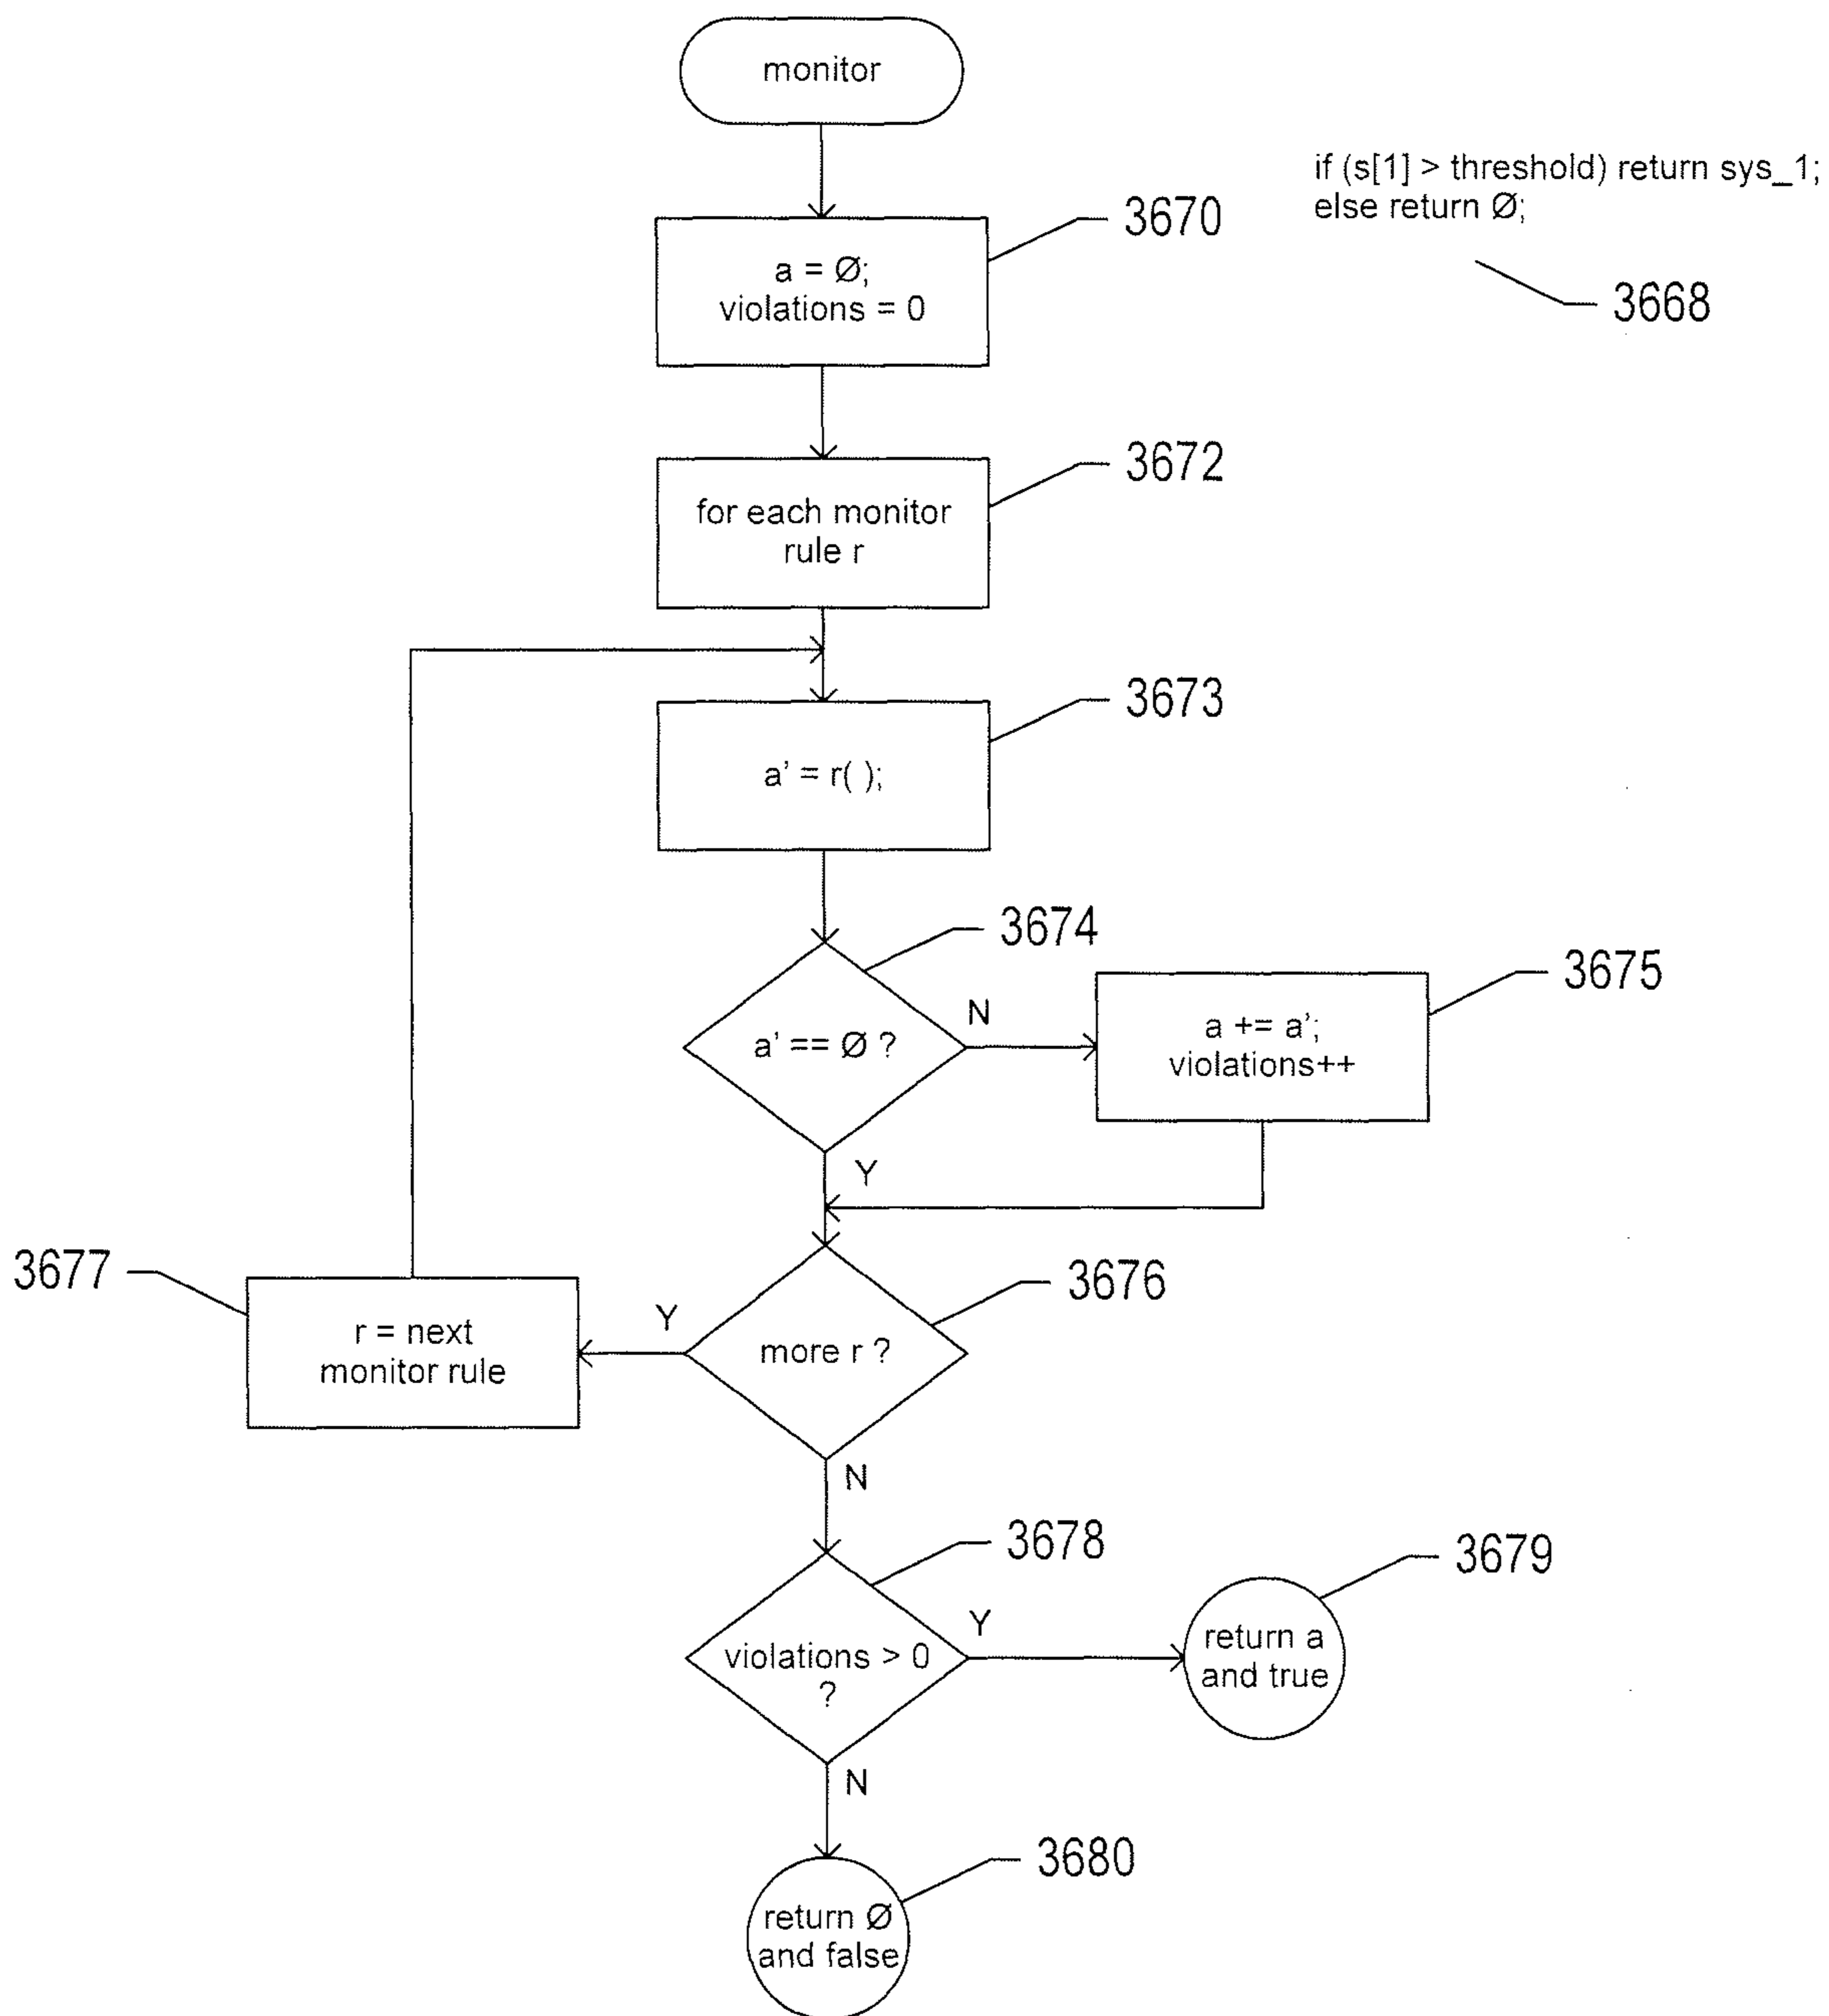 monitor
if (s[1] > threshold) return sys_1;
else return Ø;
3668
3670
a = Ø;
violations = 0
3672
for each monitor
rule r
3673
a’ = r( );
3674
a’ == Ø ?
N
Y
3675
a += a’;
violations++
3676
more r ?
Y
N
3677
r = next
monitor rule
3678
violations > 0
?
Y
N
3679
return a
and true
3680
return Ø
and false